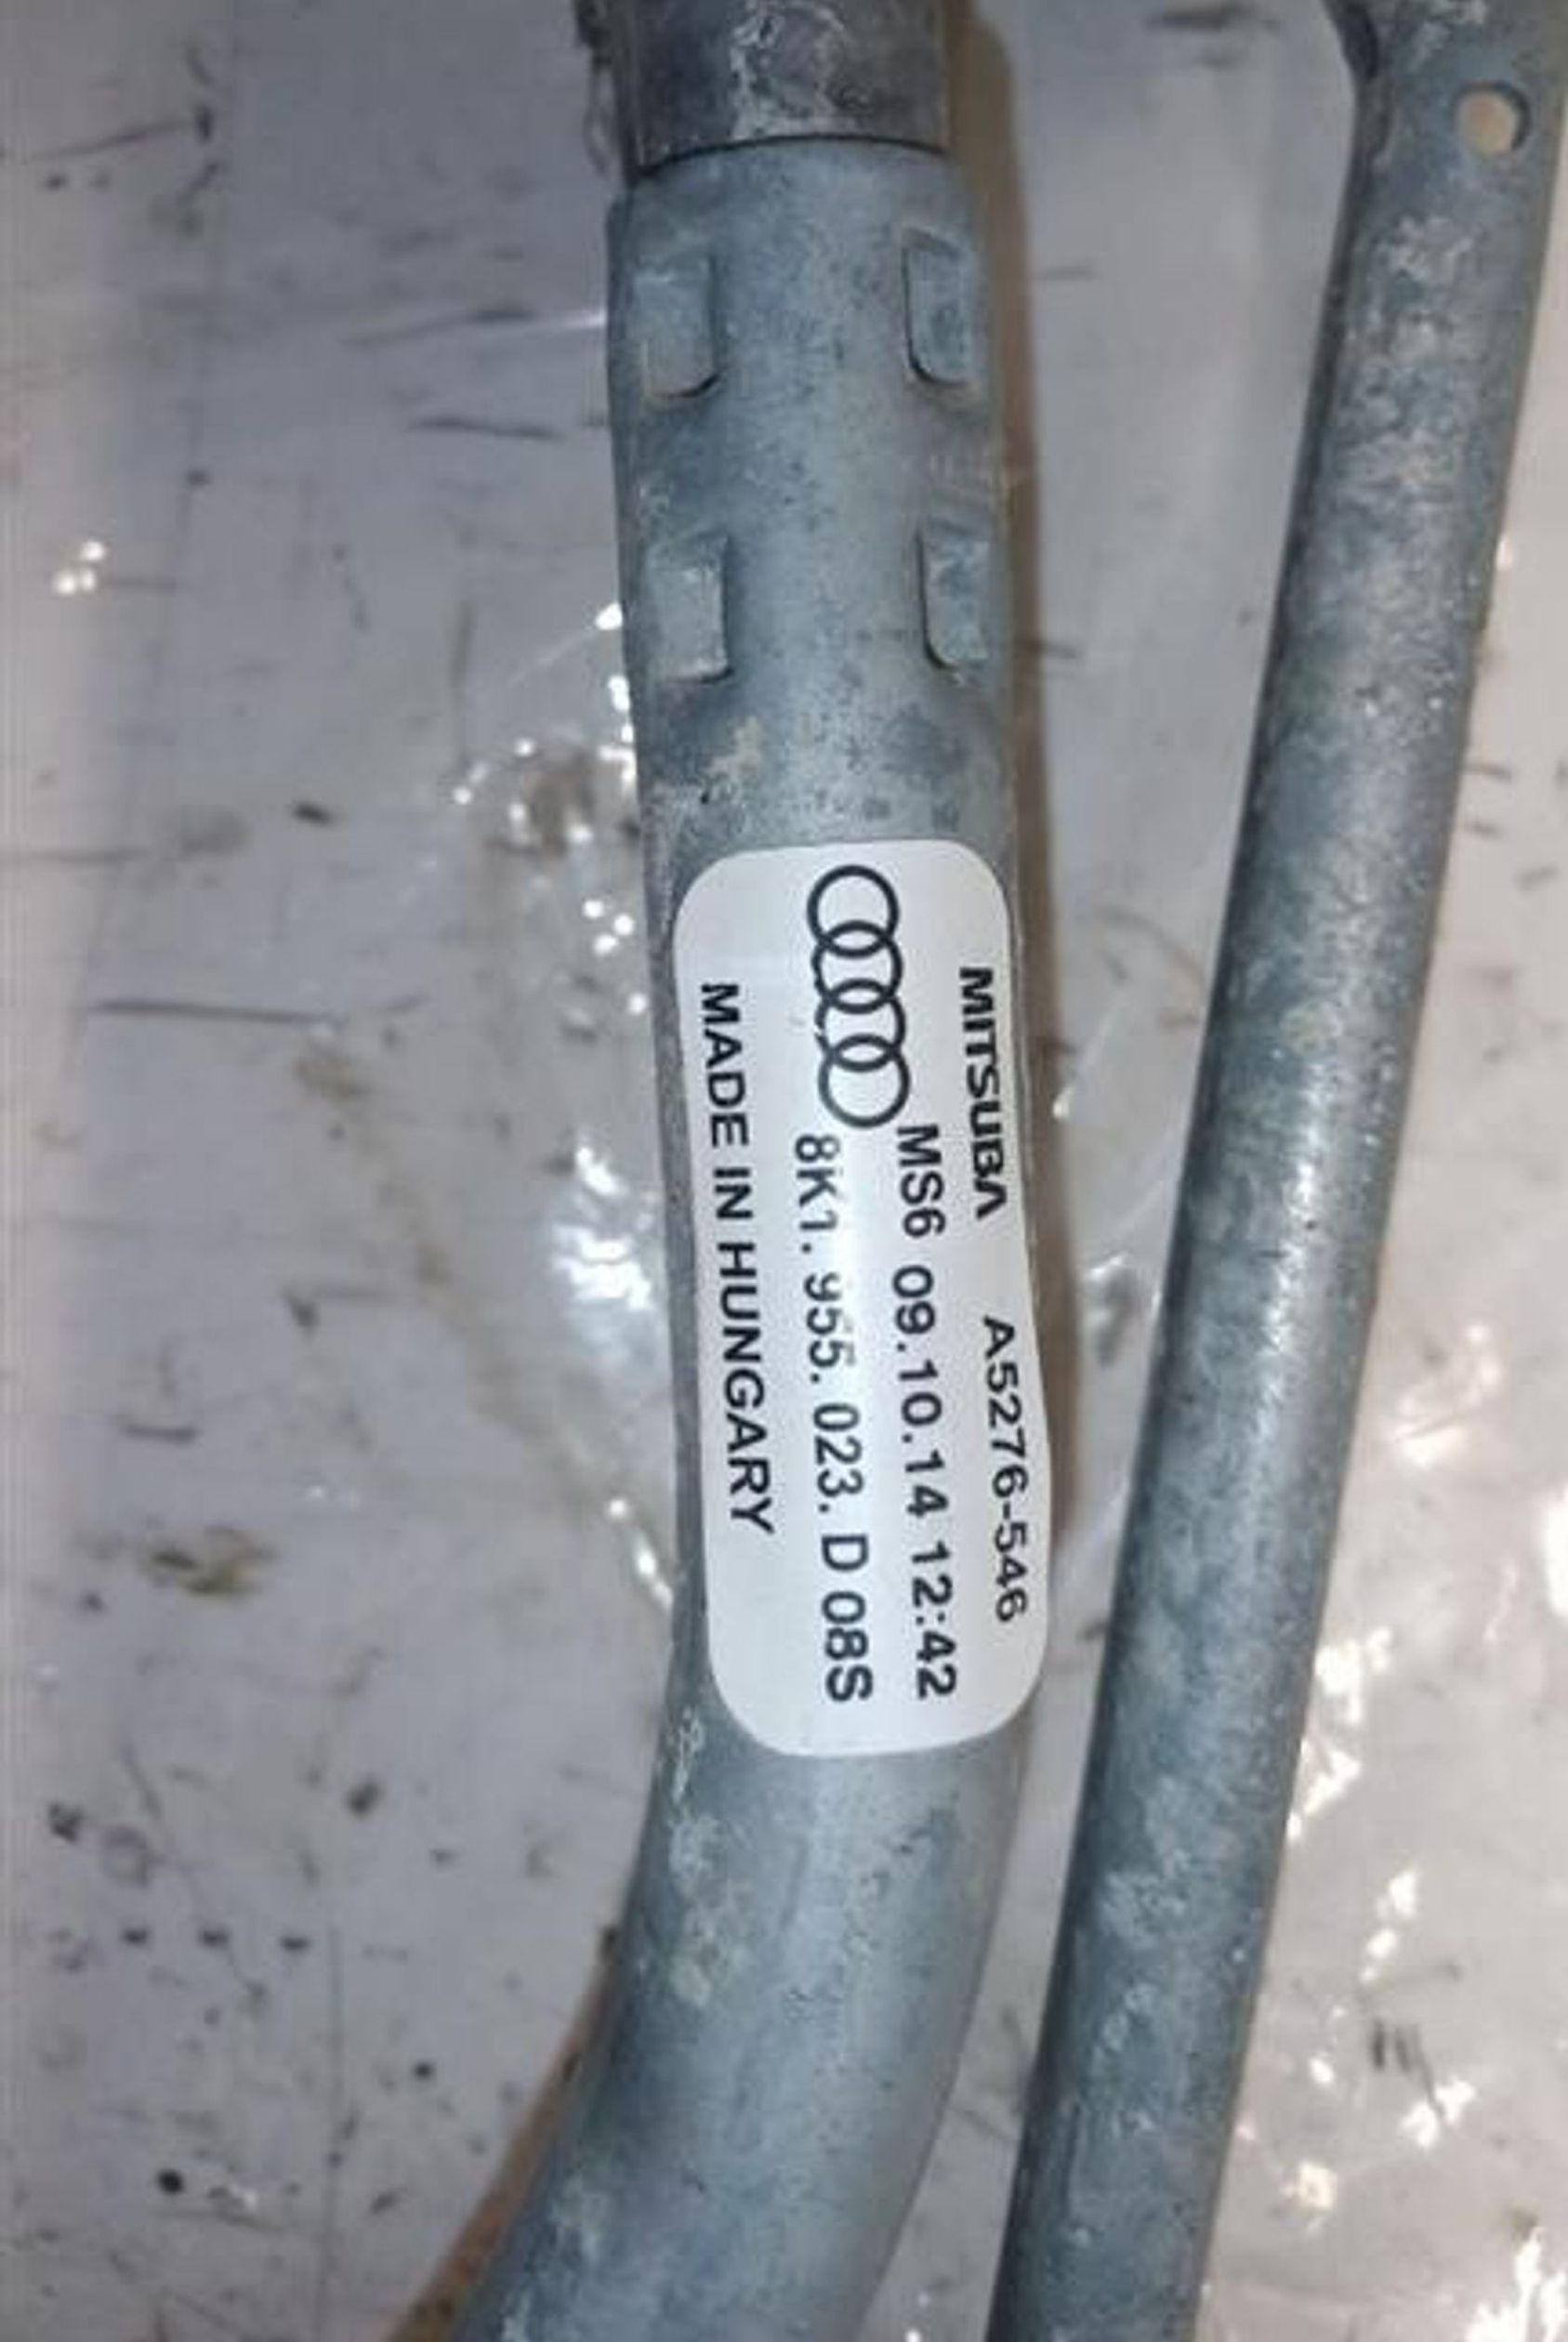 MITSUBA A5276-546
MS6 09.10.14 12:42
8K1. 955. 023. D 08S
MADE IN HUNGARY